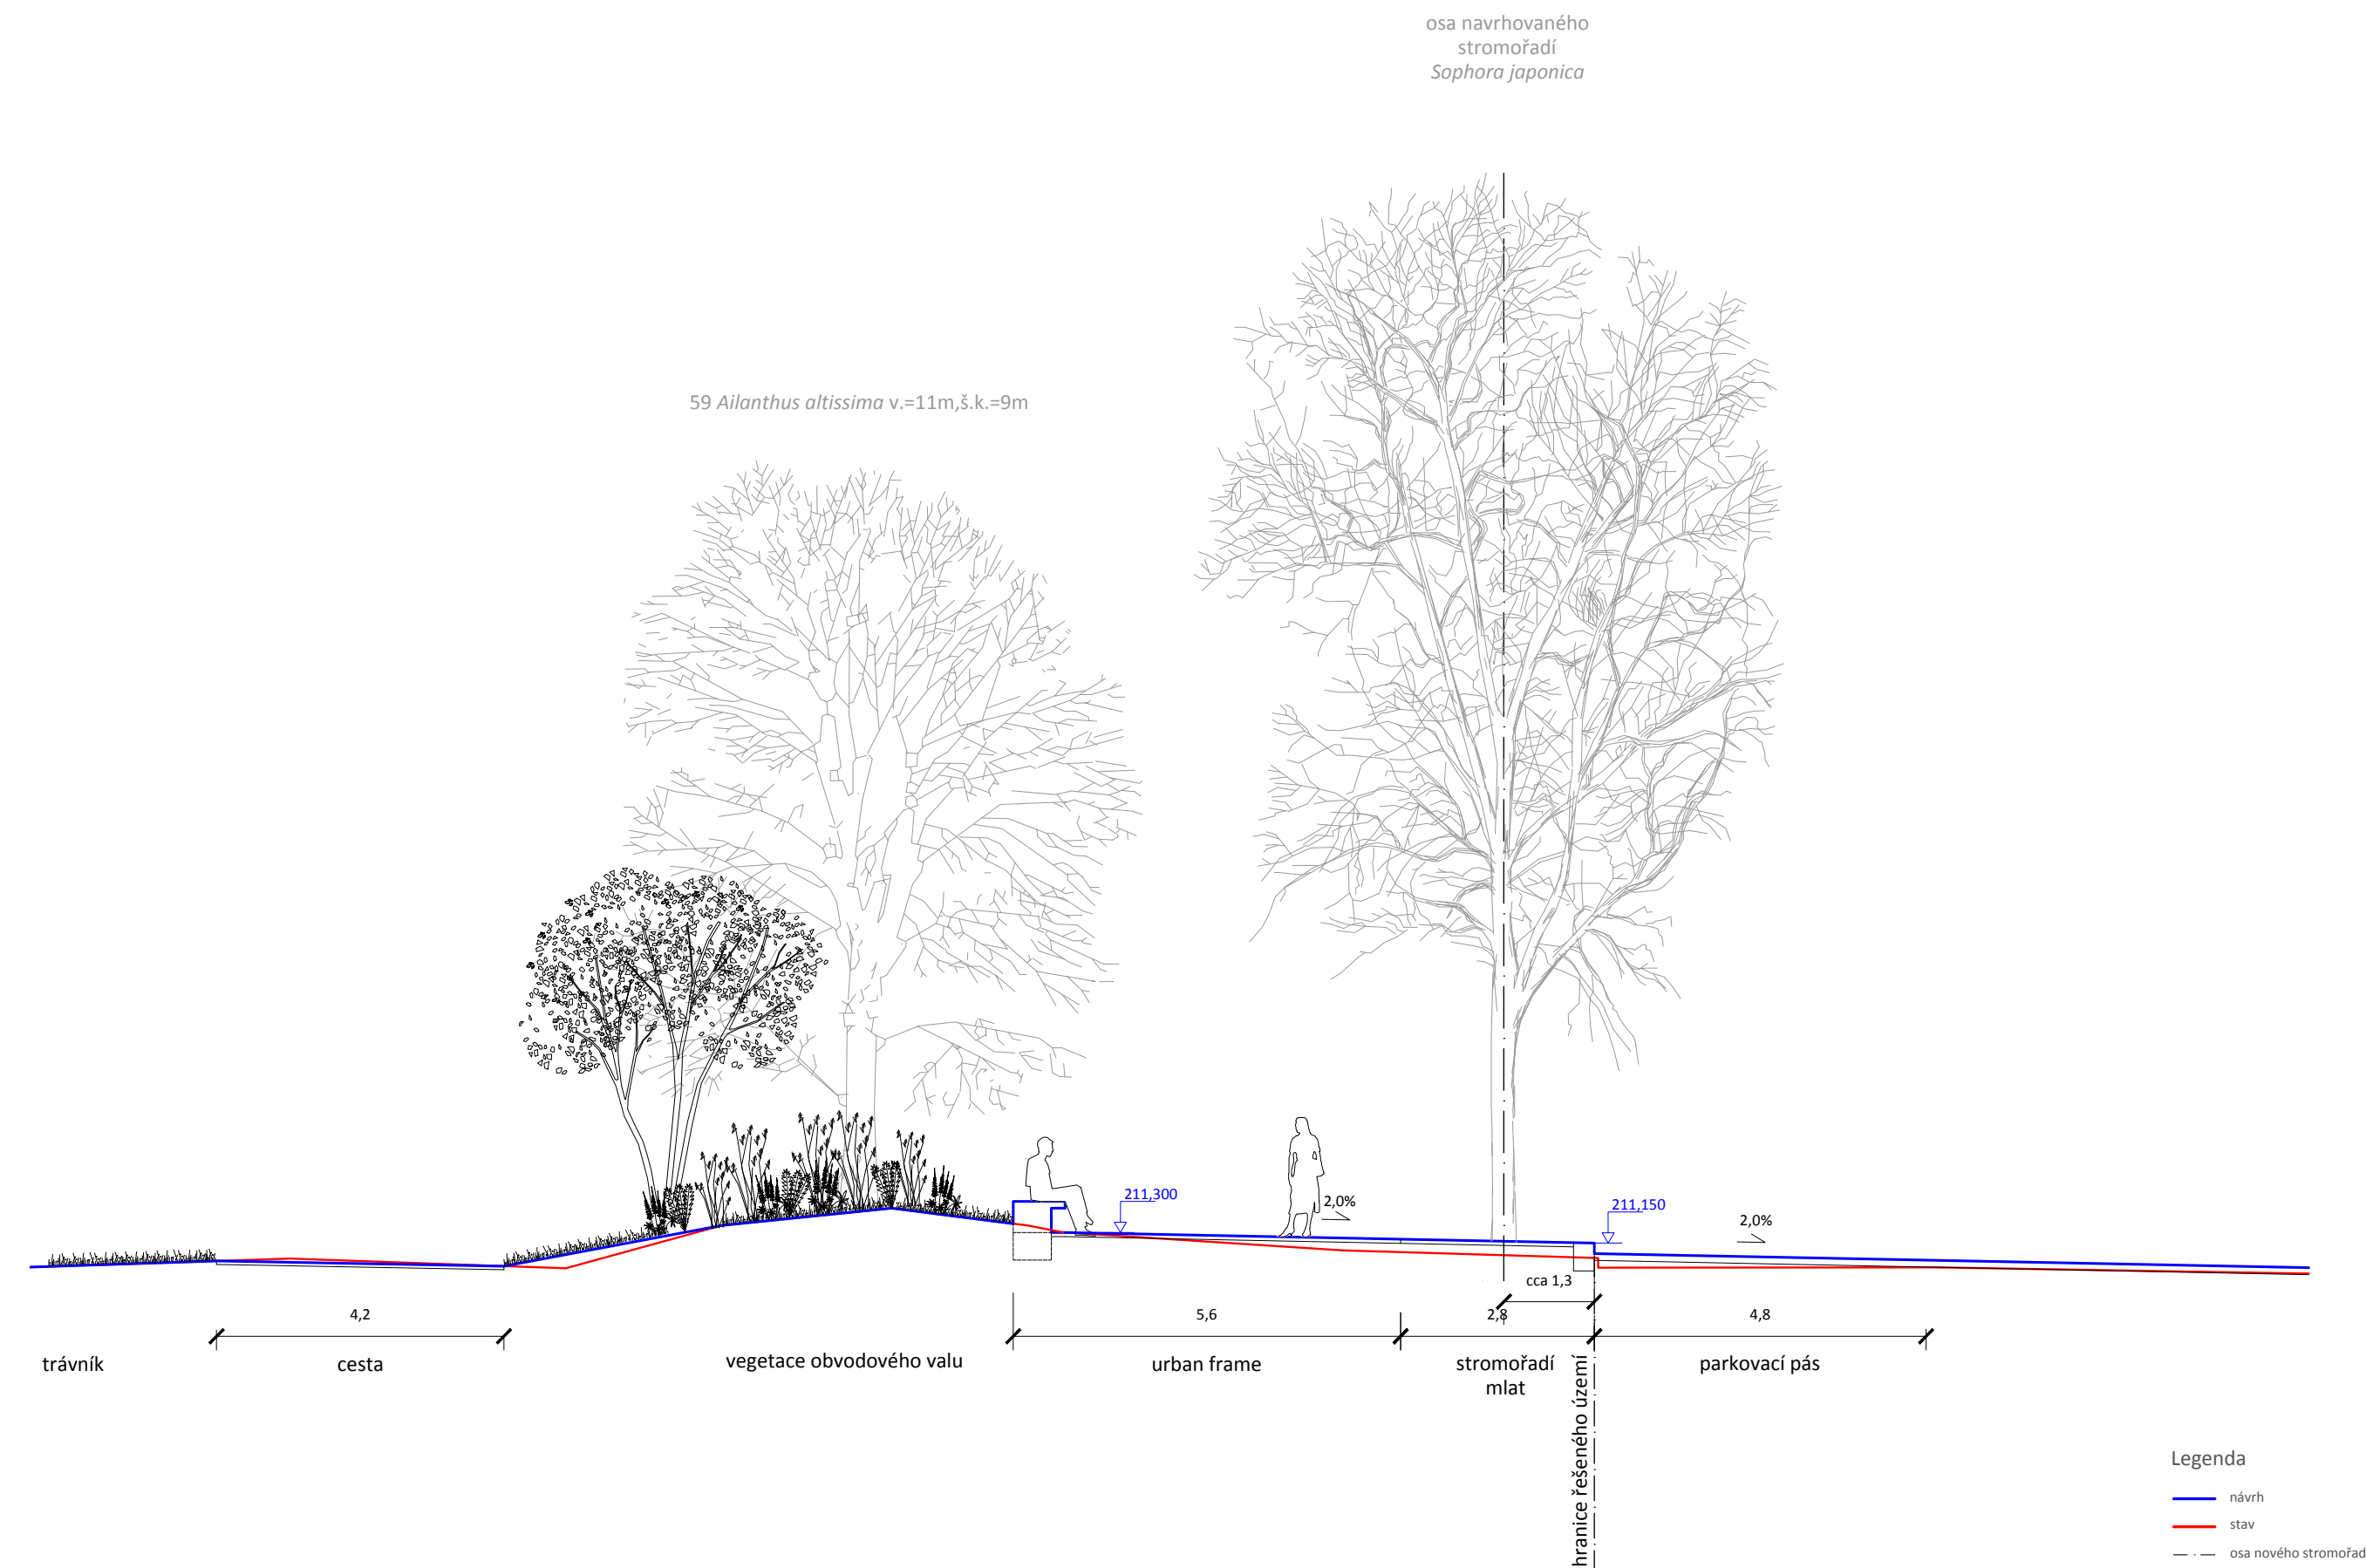 osa navrhovaného
stromořadí
Sophora japonica
59 Ailanthus altissima v.=11m,š.k.=9m
211,300
2,0%
211,150
2,0%
cca 1,3
4,2
5,6
2,8
4,8
trávník
cesta
vegetace obvodového valu
urban frame
stromořadí
mlat
parkovací pás
hranice řešeného území
Legenda
návrh
stav
osa nového stromořad